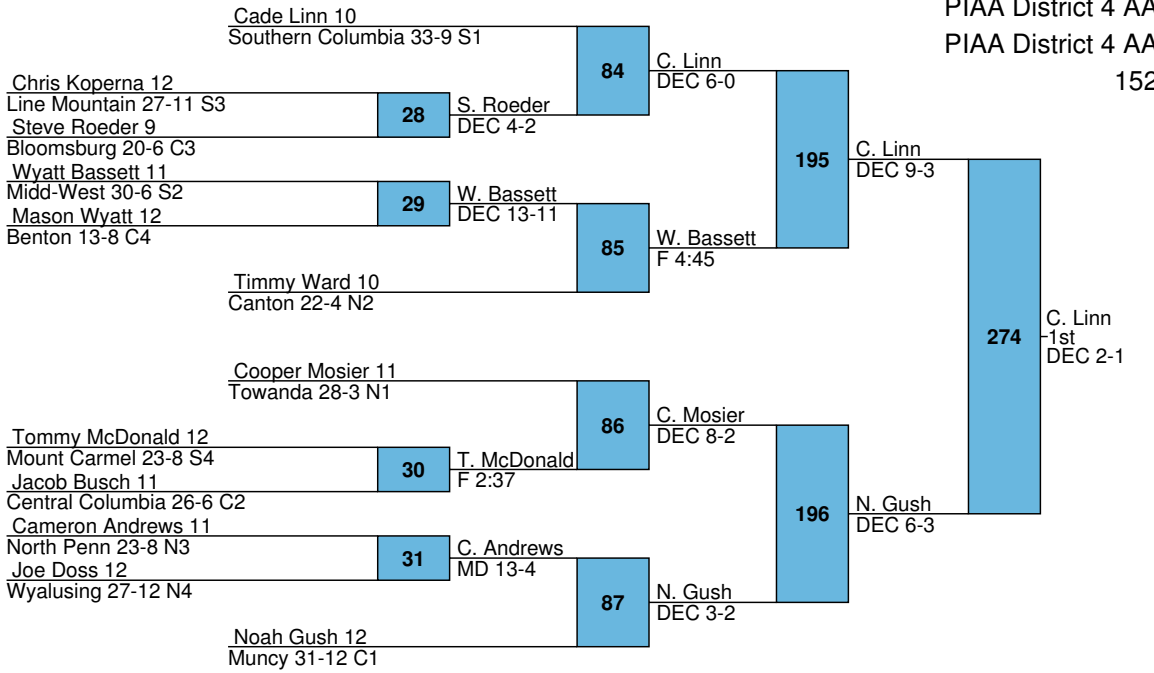 PIAA District 4 AA
PIAA District 4 AA
152
Cade Linn 10
Southern Columbia 33-9 S1
84
C. Linn
DEC 6-0
Chris Koperna 12
Line Mountain 27-11 S3
28
S. Roeder
DEC 4-2
Steve Roeder 9
Bloomsburg 20-6 C3
195
C. Linn
DEC 9-3
Wyatt Bassett 11
Midd-West 30-6 S2
29
W. Bassett
DEC 13-11
Mason Wyatt 12
Benton 13-8 C4
85
W. Bassett
F 4:45
Timmy Ward 10
Canton 22-4 N2
274
C. Linn
1st
DEC 2-1
Cooper Mosier 11
Towanda 28-3 N1
86
C. Mosier
DEC 8-2
Tommy McDonald 12
Mount Carmel 23-8 S4
30
T. McDonald
F 2:37
Jacob Busch 11
Central Columbia 26-6 C2
196
N. Gush
DEC 6-3
Cameron Andrews 11
North Penn 23-8 N3
31
C. Andrews
MD 13-4
Joe Doss 12
Wyalusing 27-12 N4
87
N. Gush
DEC 3-2
Noah Gush 12
Muncy 31-12 C1